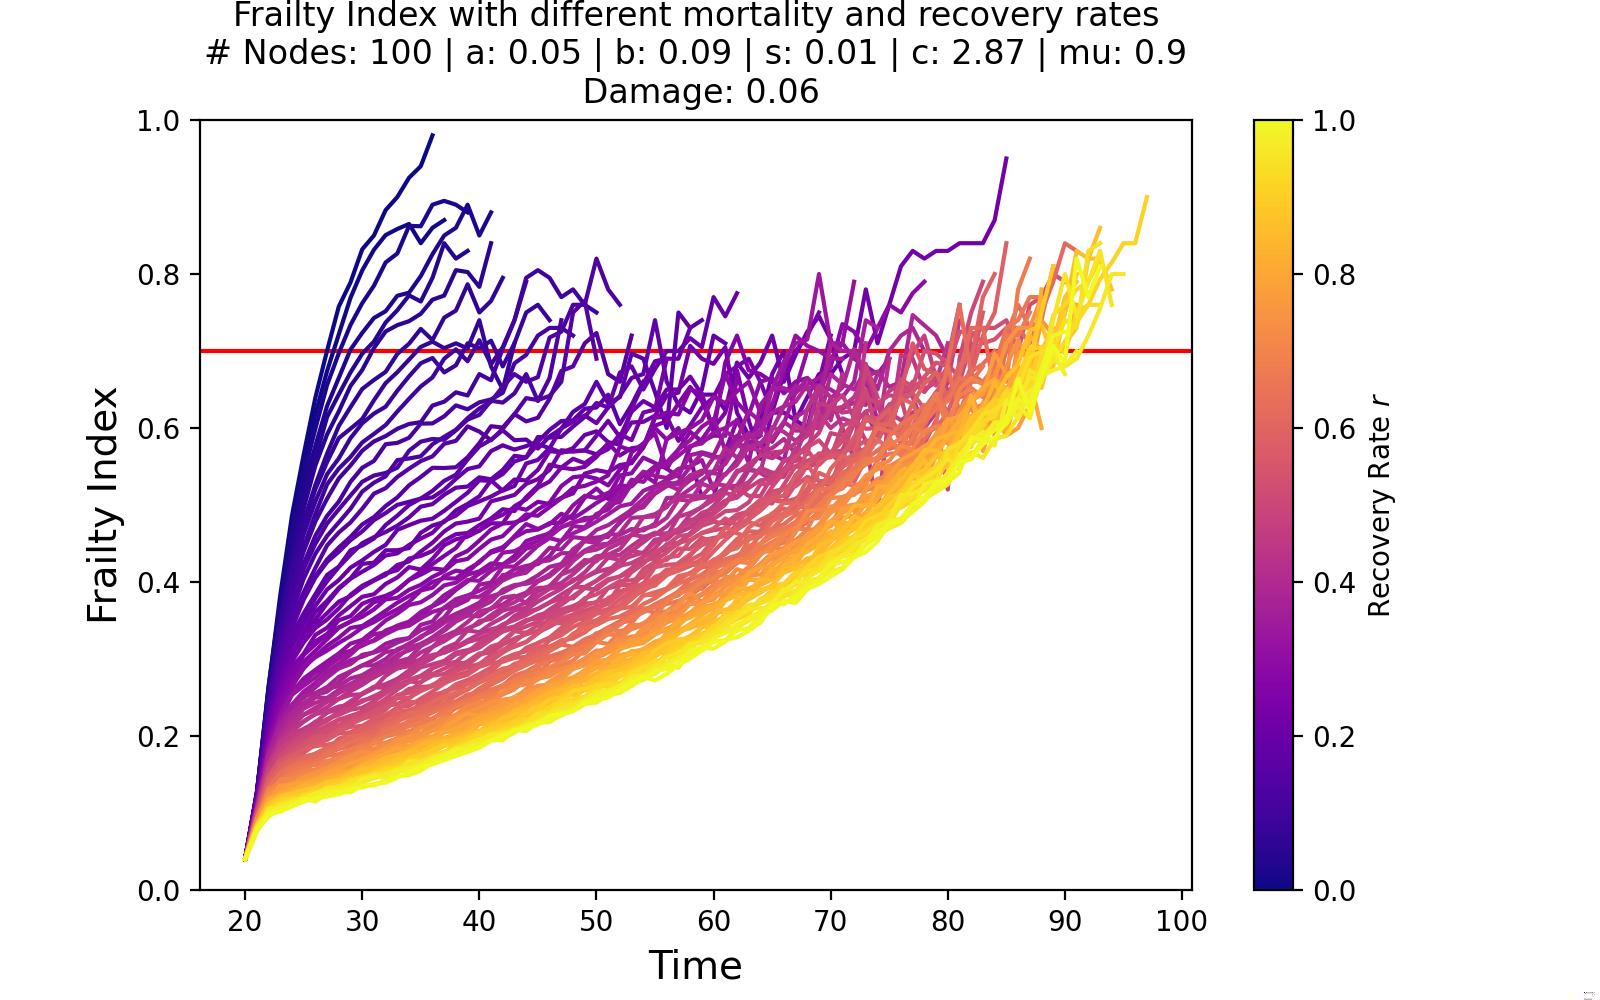 Frailty Index with different mortality and recovery rates
# Nodes: 100 | a: 0.05 | b: 0.09 | s: 0.01 | c: 2.87 | mu: 0.9
Damage: 0.06
1.0
0.8
0.6
0.4
0.2
0.0
Frailty Index
20 30 40 50 60 70 80 90 100
Time
1.0
0.8
0.6
0.4
0.2
0.0
Recovery Rate r